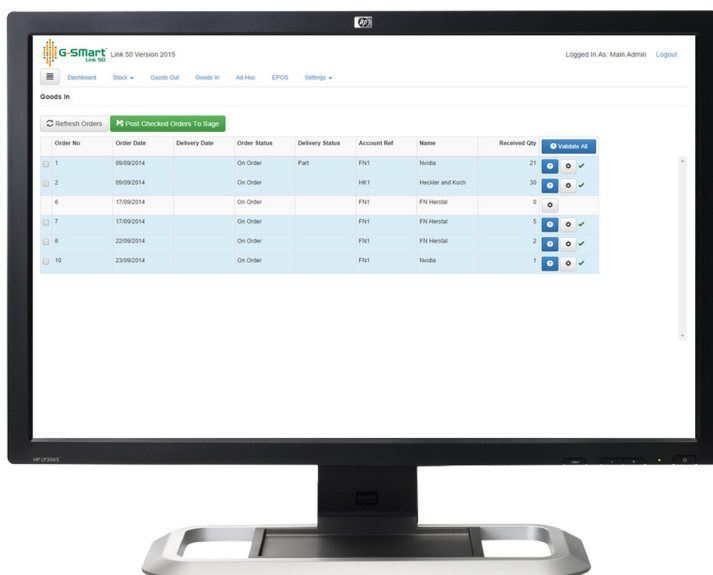 hp
G-Smart Link 50 Version 2015 Logged In As: Main Admin Logout
Link 50
Dashboard Stock Goods Out Goods In Ad-Hoc EPOS Settings
Goods In
Refresh Orders Post Checked Orders To Sage
Order No Order Date Delivery Date Order Status Delivery Status Account Ref Name Received Qty Validate All
1 09/09/2014 On Order Part FN1 Nvidia 21
2 09/09/2014 On Order HK1 Heckler and Koch 30
6 17/09/2014 On Order FN1 FN Herstal 0
7 17/09/2014 On Order FN1 FN Herstal 5
8 22/09/2014 On Order FN1 FN Herstal 2
10 23/09/2014 On Order FN1 Nvidia 1
HP LP3065